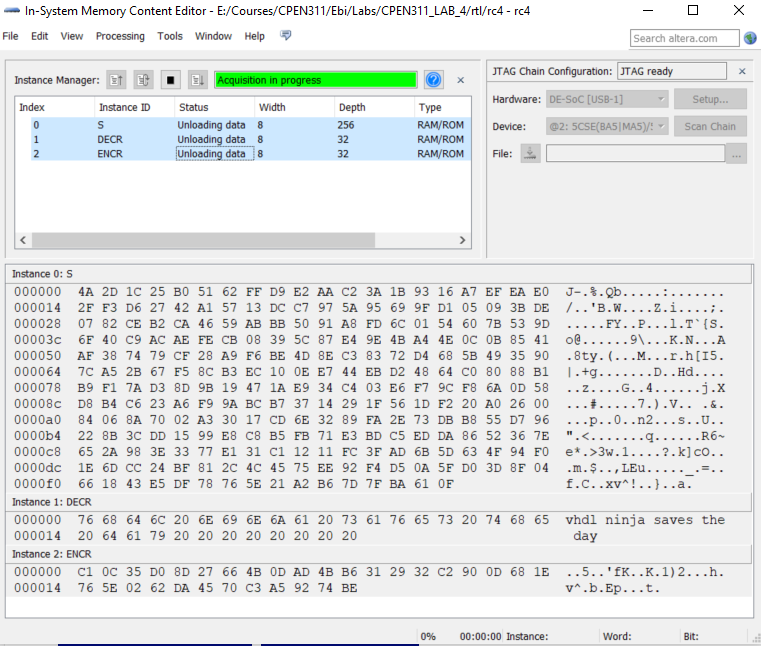 In-System Memory Content Editor - E:/Courses/CPEN311/Ebi/Labs/CPEN311_LAB_4/rtl/rc4 - rc4
File Edit View Processing Tools Window Help
Search altera.com
Instance Manager: Acquisition in progress
JTAG Chain Configuration: JTAG ready
Index Instance ID Status Width Depth Type
0 S Unloading data 8 256 RAM/ROM
1 DECR Unloading data 8 32 RAM/ROM
2 ENCR Unloading data 8 32 RAM/ROM
Hardware: DE-SoC [USB-1] Setup...
Device: @2: 5CSE(BA5|MA5)/5 Scan Chain
File: ...
Instance 0: S
000000 4A 2D 1C 25 B0 51 62 FF D9 E2 AA C2 3A 1B 93 16 A7 EF EA E0 J-.%.Qb.....:.......
000014 2F F3 D6 27 42 A1 57 13 DC C7 97 5A 95 69 9F D1 05 09 3B DE /..'B.W....Z.i....;.
000028 07 82 CE B2 CA 46 59 AB BB 50 91 A8 FD 6C 01 54 60 7B 53 9D .....FY..P...l.T`{S.
00003c 6F 40 C9 AC AE FE CB 08 39 5C 87 E4 9E 4B A4 4E 0C 0B 85 41 o@......9\...K.N...A
000050 AF 38 74 79 CF 28 A9 F6 BE 4D 8E C3 83 72 D4 68 5B 49 35 90 .8ty.(...M...r.h[I5.
000064 7C A5 2B 67 F5 8C B3 EC 10 0E E7 44 EB D2 48 64 C0 80 88 B1 |.+g.......D..Hd....
000078 B9 F1 7A D3 8D 9B 19 47 1A E9 34 C4 03 E6 F7 9C F8 6A 0D 58 ..z....G..4......j.X
00008c D8 B4 C6 23 A6 F9 9A BC B7 37 14 29 1F 56 1D F2 20 A0 26 00 ...#.....7.).V.. .&.
0000a0 84 06 8A 70 02 A3 30 17 CD 6E 32 89 FA 2E 73 DB B8 55 D7 96 ...p..0..n2...s..U..
0000b4 22 8B 3C DD 15 99 E8 C8 B5 FB 71 E3 BD C5 ED DA 86 52 36 7E ".<.......q......R6~
0000c8 65 2A 98 3E 33 77 E1 31 C1 12 11 FC 3F AD 6B 5D 63 4F 94 F0 e*.>3w.1....?.k]cO..
0000dc 1E 6D CC 24 BF 81 2C 4C 45 75 EE 92 F4 D5 0A 5F D0 3D 8F 04 .m.$..,LEu....._.=..
0000f0 66 18 43 E5 DF 78 76 5E 21 A2 B6 7D 7F BA 61 0F f.C..xv^!..}..a.
Instance 1: DECR
000000 76 68 64 6C 20 6E 69 6E 6A 61 20 73 61 76 65 73 20 74 68 65 vhdl ninja saves the
000014 20 64 61 79 20 20 20 20 20 20 20 20 day
Instance 2: ENCR
000000 C1 0C 35 D0 8D 27 66 4B 0D AD 4B B6 31 29 32 C2 90 0D 68 1E ..5..'fK..K.1)2...h.
000014 76 5E 02 62 DA 45 70 C3 A5 92 74 BE v^.b.Ep...t.
0% 00:00:00 Instance: Word: Bit: